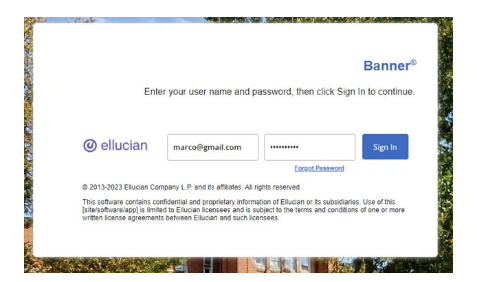 Banner®
Enter your user name and password, then click Sign In to continue.
ellucian
marco@gmail.com
••••••••••
Sign In
Forgot Password
© 2013-2023 Ellucian Company L.P. and its affiliates. All rights reserved.
This software contains confidential and proprietary information of Ellucian or its subsidiaries. Use of this
[site/software/app] is limited to Ellucian licensees and is subject to the terms and conditions of one or more
written license agreements between Ellucian and such licensees.